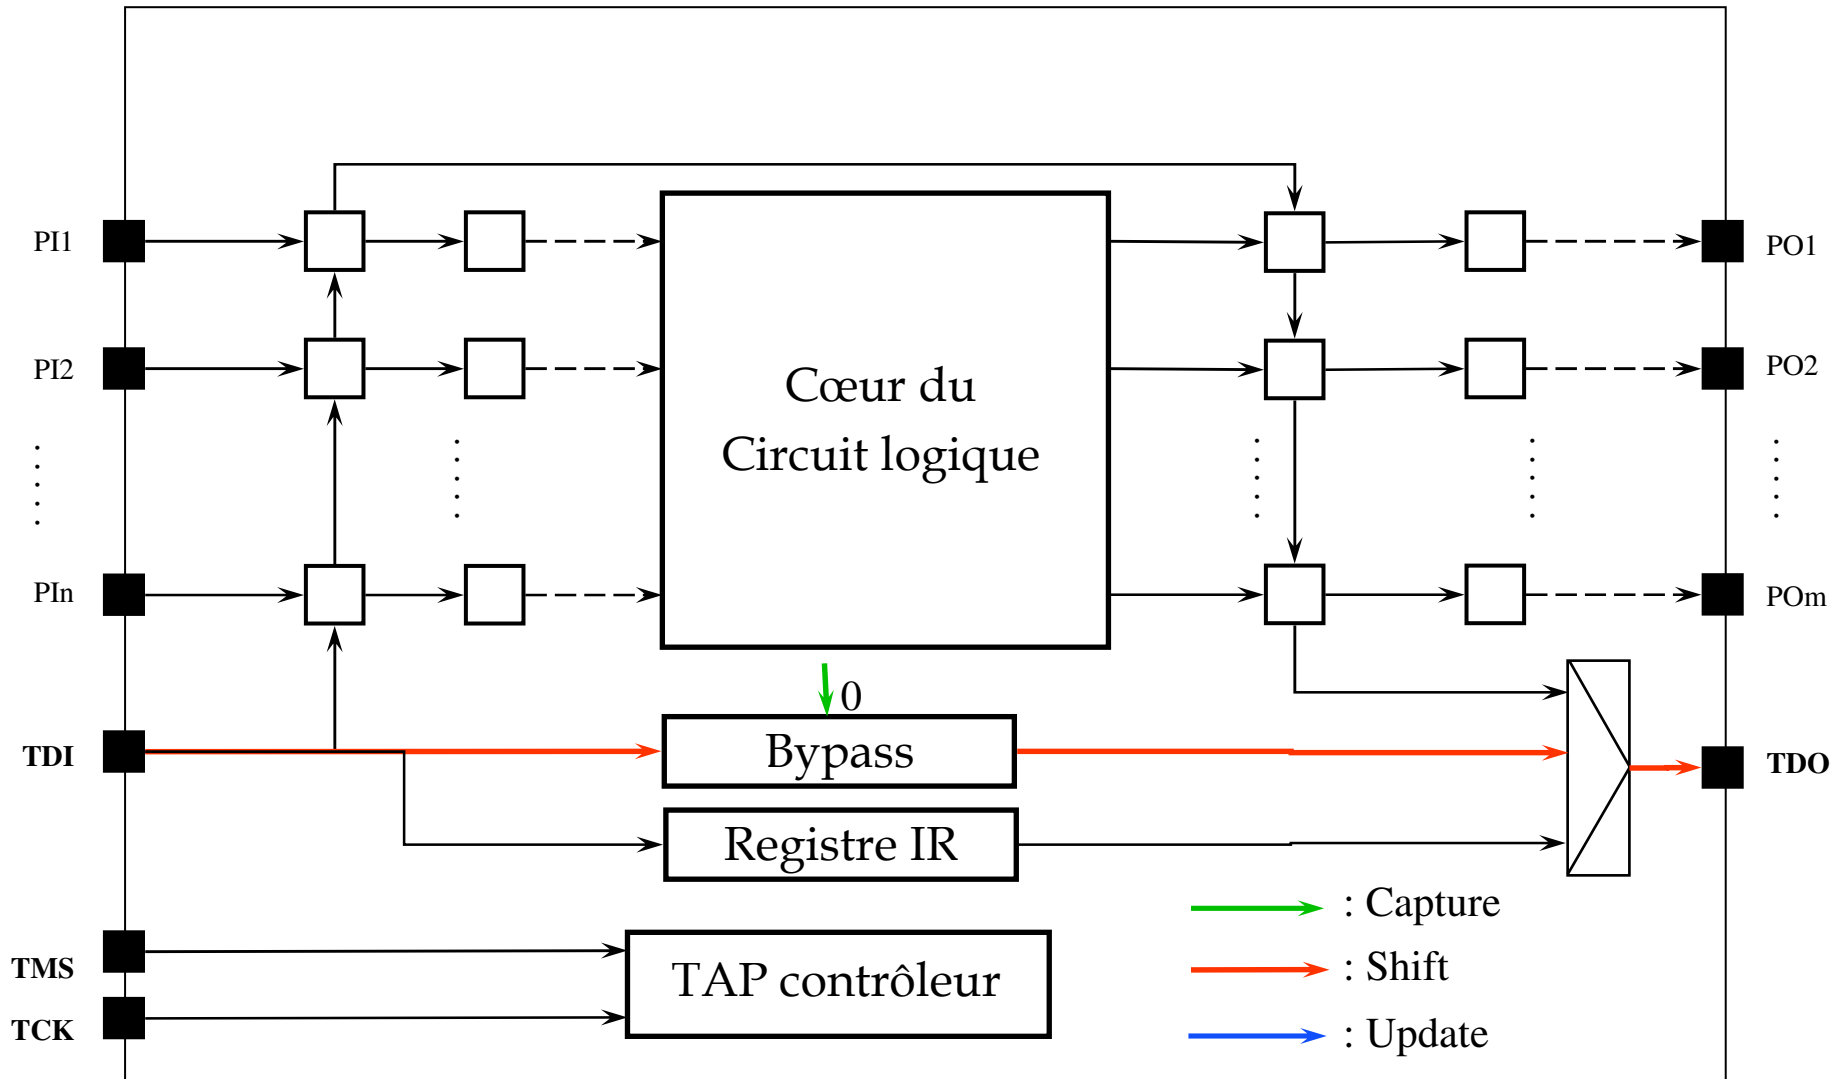 PI1
PO1
PI2
PO2
Cœur du
Circuit logique
PIn
POm
0
TDI
Bypass
TDO
Registre IR
: Capture
TMS
TAP contrôleur
: Shift
TCK
: Update